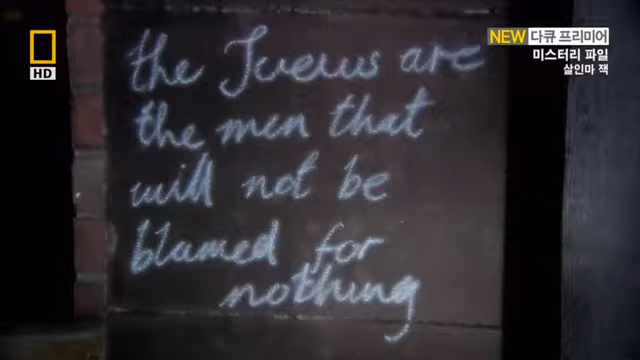 HD
NEW 다큐 프리미어
미스터리 파일
살인마 잭
the Juews are
the men that
will not be
blamed for
nothing